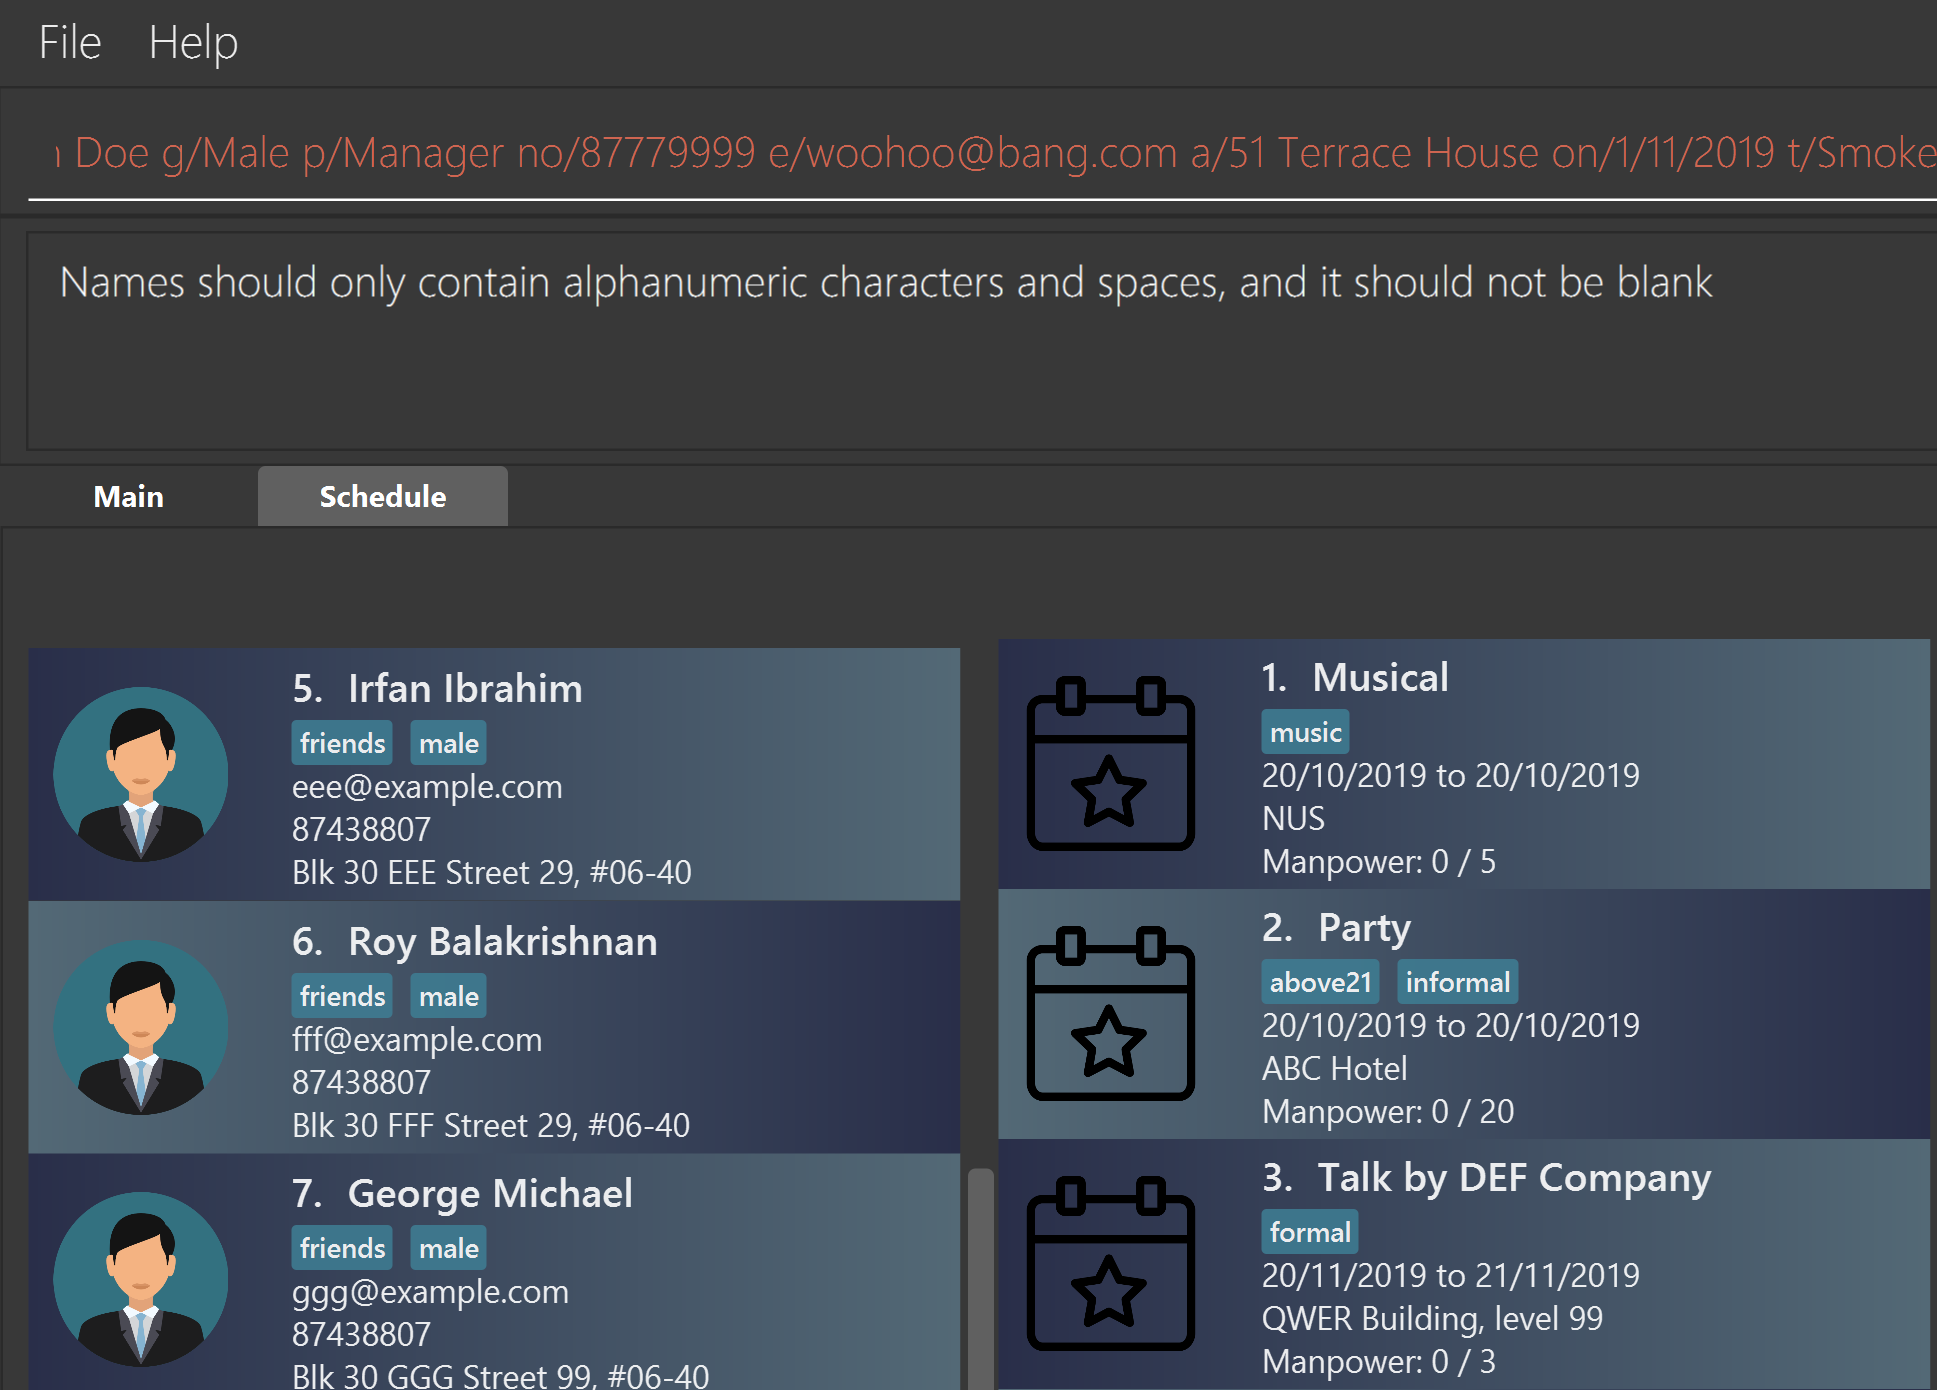 File Help
Doe g/Male p/Manager no/87779999 e/woohoo@bang.com a/51 Terrace House on/1/11/2019 t/Smoke
Names should only contain alphanumeric characters and spaces, and it should not be blank
Main Schedule
5. Irfan Ibrahim
friends male
eee@example.com
87438807
Blk 30 EEE Street 29, #06-40
6. Roy Balakrishnan
friends male
fff@example.com
87438807
Blk 30 FFF Street 29, #06-40
7. George Michael
friends male
ggg@example.com
87438807
Blk 30 GGG Street 99, #06-40
1. Musical
music
20/10/2019 to 20/10/2019
NUS
Manpower: 0 / 5
2. Party
above21 informal
20/10/2019 to 20/10/2019
ABC Hotel
Manpower: 0 / 20
3. Talk by DEF Company
formal
20/11/2019 to 21/11/2019
QWER Building, level 99
Manpower: 0 / 3